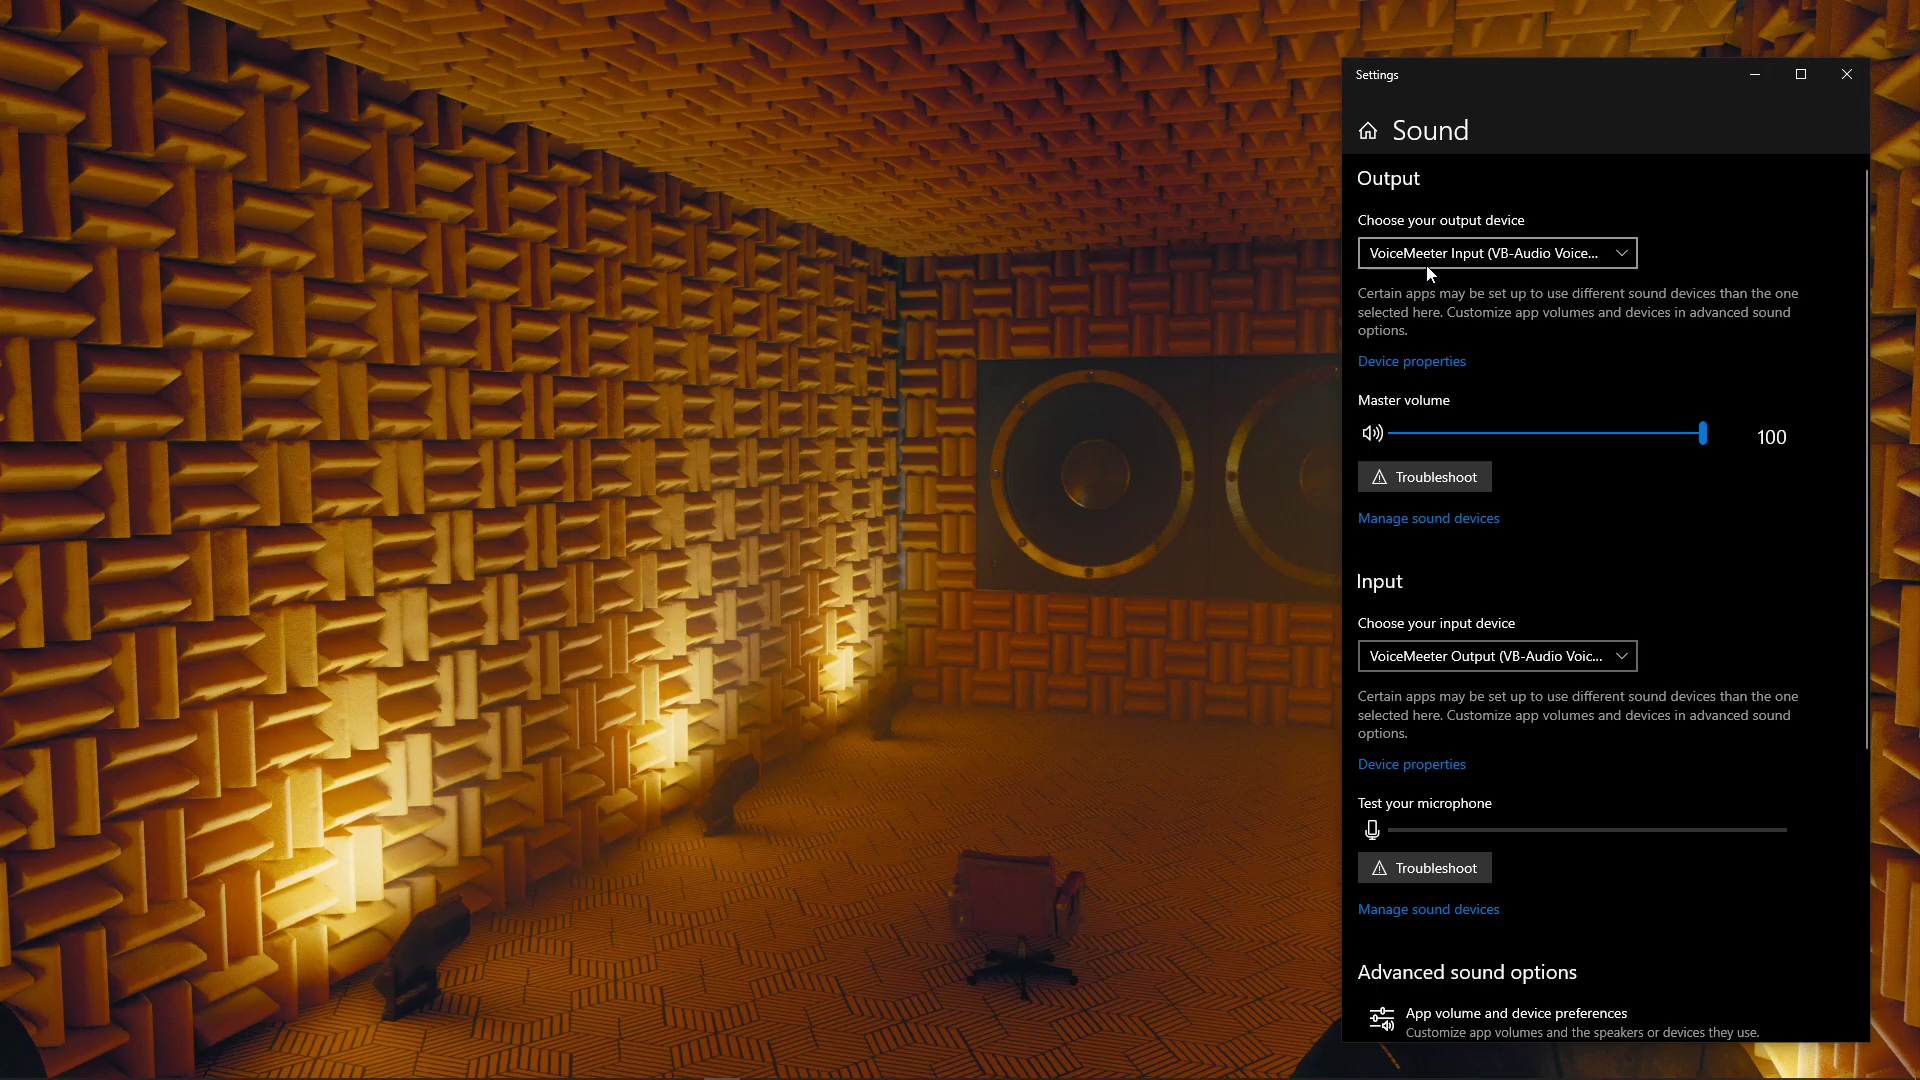 Settings
Sound
Output
Choose your output device
VoiceMeeter Input (VB-Audio Voice...
Certain apps may be set up to use different sound devices than the one
selected here. Customize app volumes and devices in advanced sound
options.
Device properties
Master volume
100
Troubleshoot
Manage sound devices
Input
Choose your input device
VoiceMeeter Output (VB-Audio Voic...
Certain apps may be set up to use different sound devices than the one
selected here. Customize app volumes and devices in advanced sound
options.
Device properties
Test your microphone
Troubleshoot
Manage sound devices
Advanced sound options
App volume and device preferences
Customize app volumes and the speakers or devices they use.